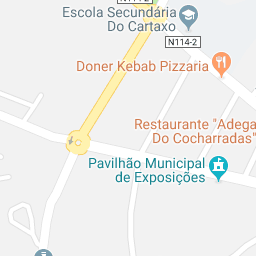 Escola Secundária
Do Cartaxo
N114-2
Doner Kebab Pizzaria
Restaurante "Adega
Do Cocharradas"
Pavilhão Municipal
de Exposições